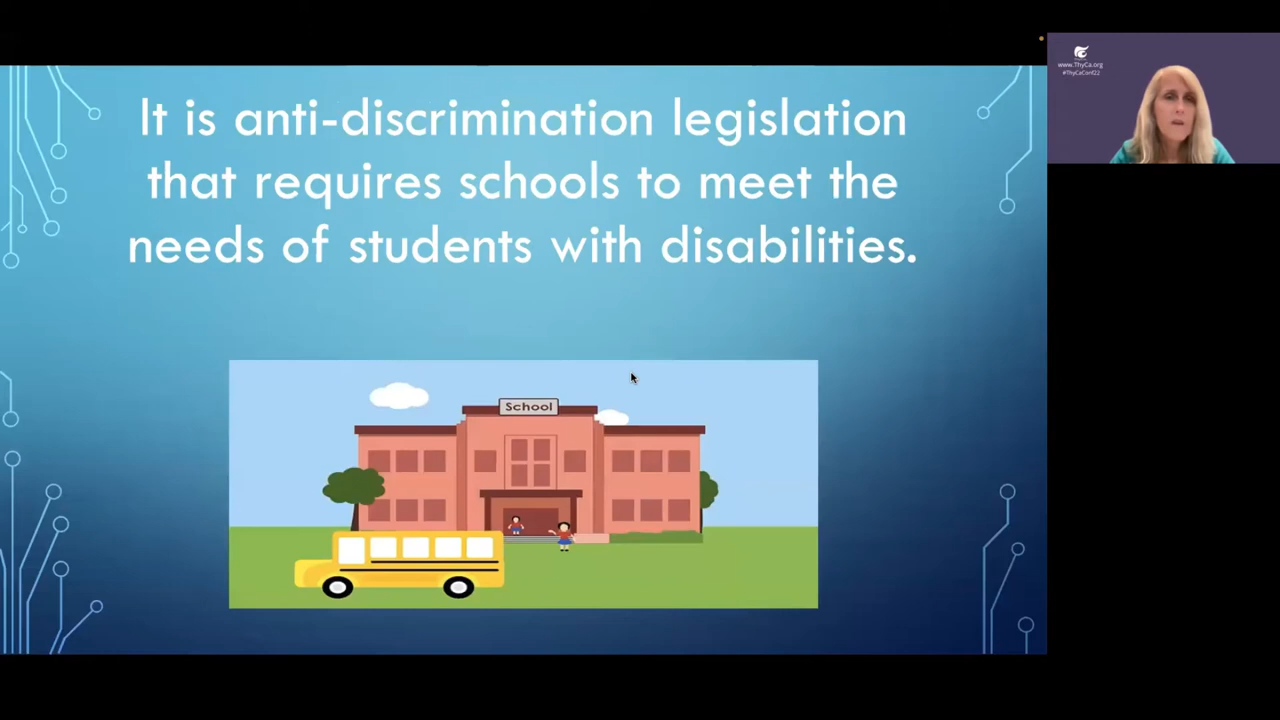 It is anti-discrimination legislation
that requires schools to meet the
needs of students with disabilities.
School
www.ThyCa.org
#ThyCaConf22